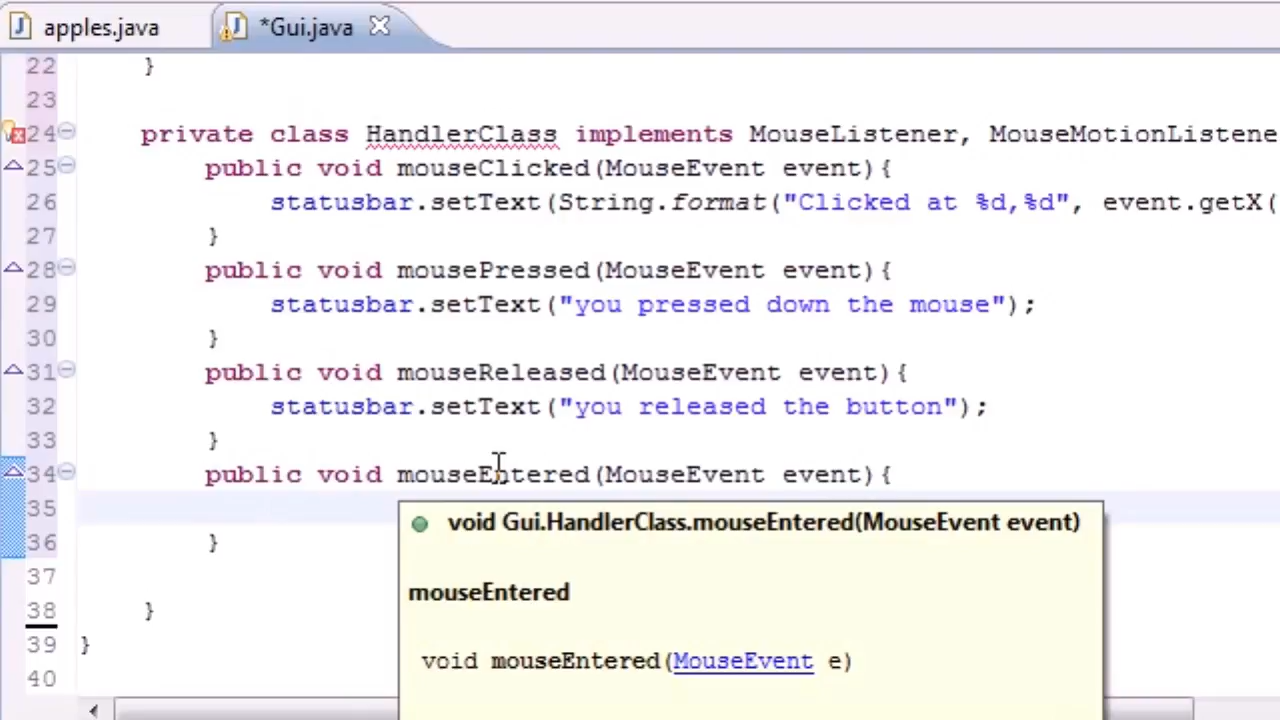 apples.java *Gui.java
22 }
23
24 private class HandlerClass implements MouseListener, MouseMotionListene
25 public void mouseClicked(MouseEvent event){
26 statusbar.setText(String.format("Clicked at %d,%d", event.getX(
27 }
28 public void mousePressed(MouseEvent event){
29 statusbar.setText("you pressed down the mouse");
30 }
31 public void mouseReleased(MouseEvent event){
32 statusbar.setText("you released the button");
33 }
34 public void mouseEntered(MouseEvent event){
35
void Gui.HandlerClass.mouseEntered(MouseEvent event)
36 }
37
mouseEntered
38 }
39 }
void mouseEntered(MouseEvent e)
40